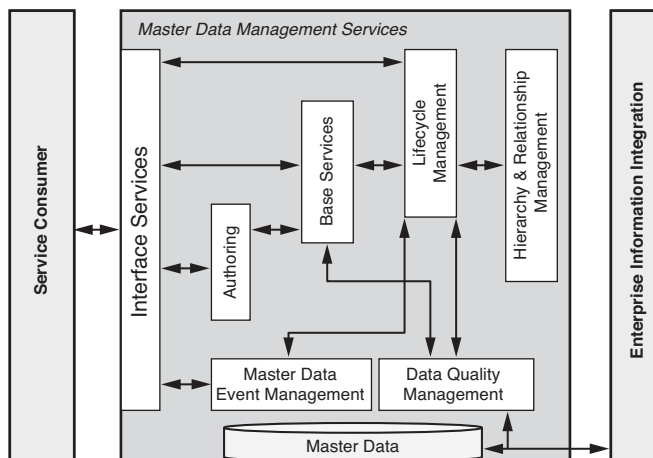 Master Data Management Services
Service Consumer
Interface Services
Authoring
Base Services
Lifecycle
Management
Hierarchy & Relationship
Management
Enterprise Information Integration
Master Data
Event Management
Data Quality
Management
Master Data